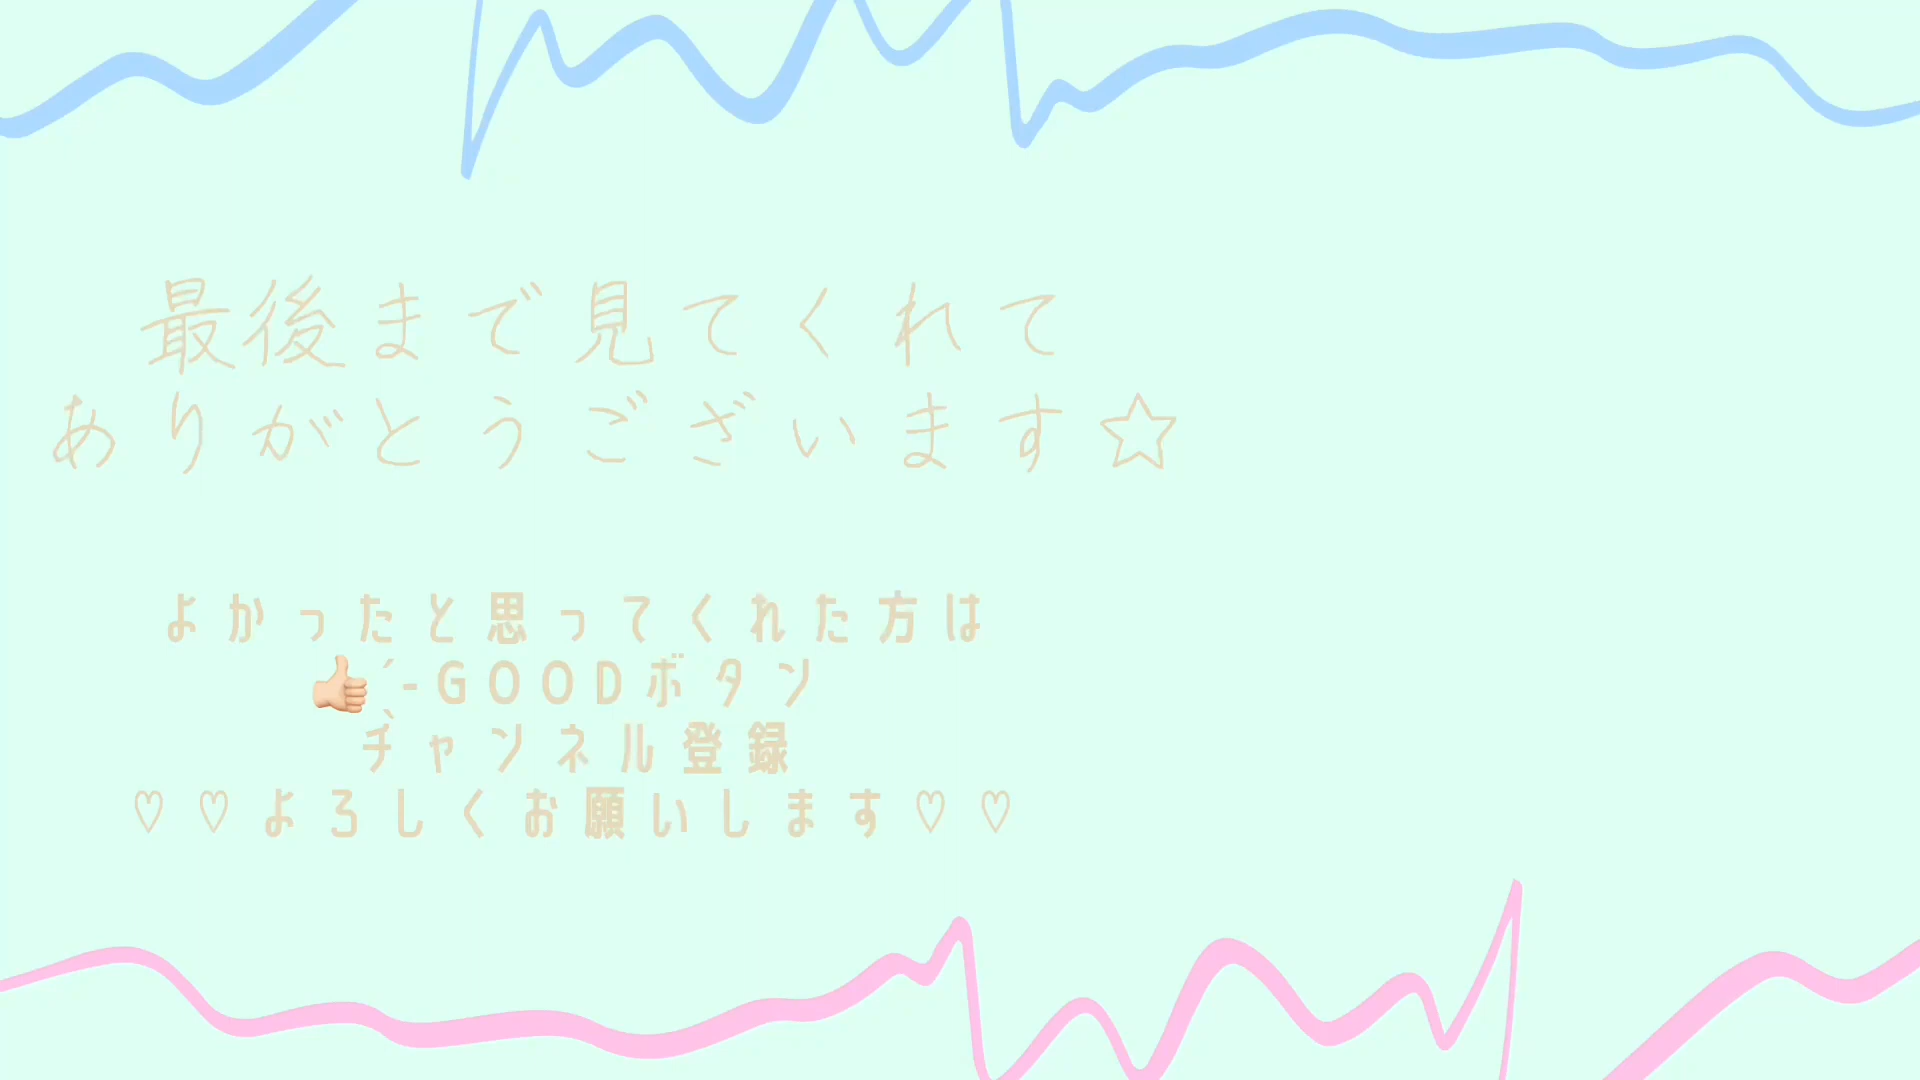 最後まで見てくれて
ありがとうございます☆
よかったと思ってくれた方は
👍🏻 ̖́-GOODボタン
チャンネル登録
♡♡よろしくお願いします♡♡